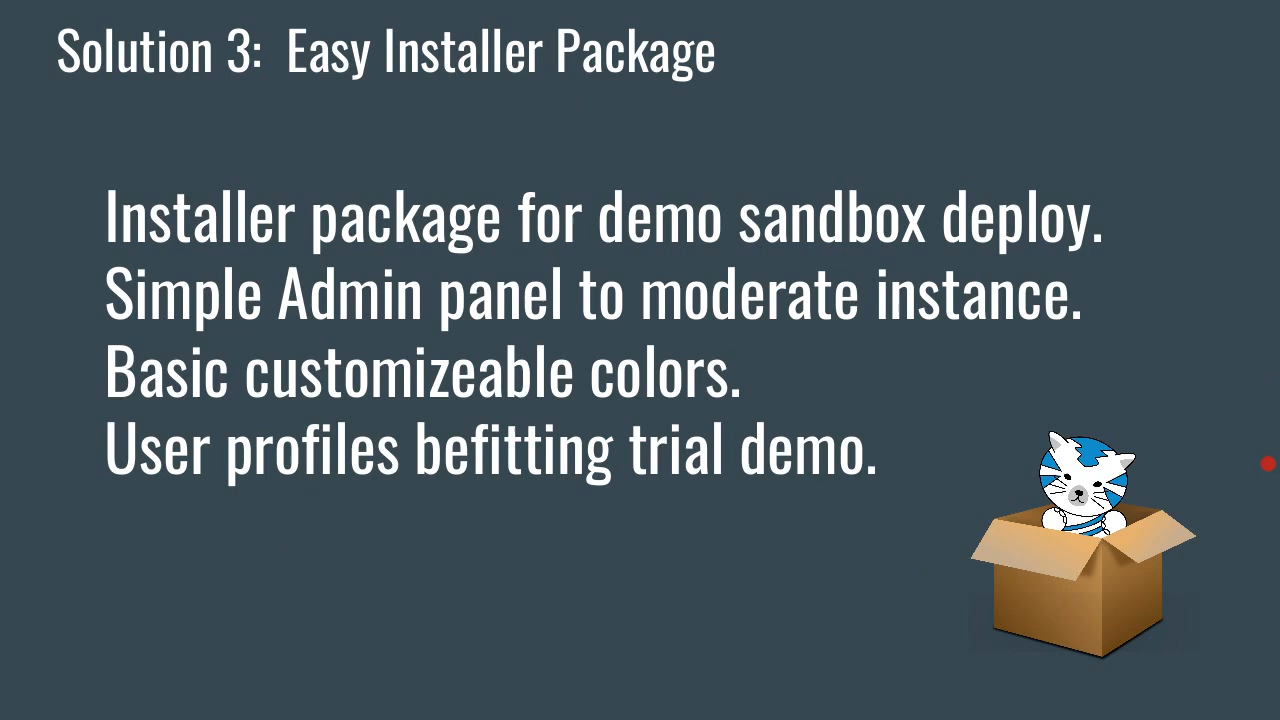 Solution 3: Easy Installer Package
Installer package for demo sandbox deploy.
Simple Admin panel to moderate instance.
Basic customizeable colors.
User profiles befitting trial demo.